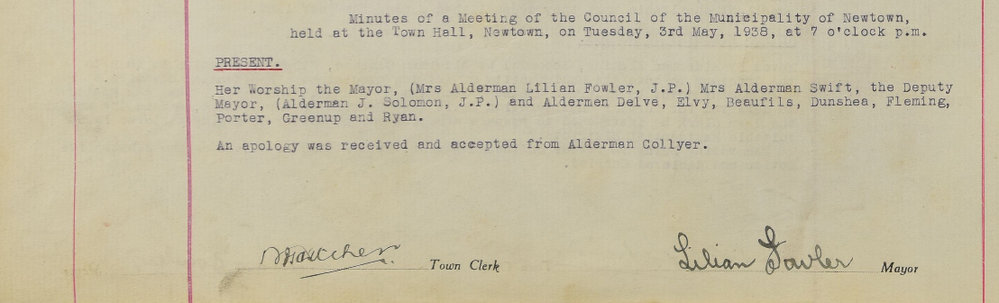 Minutes of a Meeting of the Council of the Municipality of Newtown,
held at the Town Hall, Newtown, on Tuesday, 3rd May, 1938, at 7 o'clock p.m.
PRESENT.
Her Worship the Mayor, (Mrs Alderman Lilian Fowler, J.P.) Mrs Alderman Swift, the Deputy
Mayor, (Alderman J. Solomon, J.P.) and Aldermen Delve, Elvy, Beaufils, Dunshea, Fleming,
Porter, Greenup and Ryan.
An apology was received and accepted from Alderman Collyer.
Town Clerk Lilian Fowler Mayor